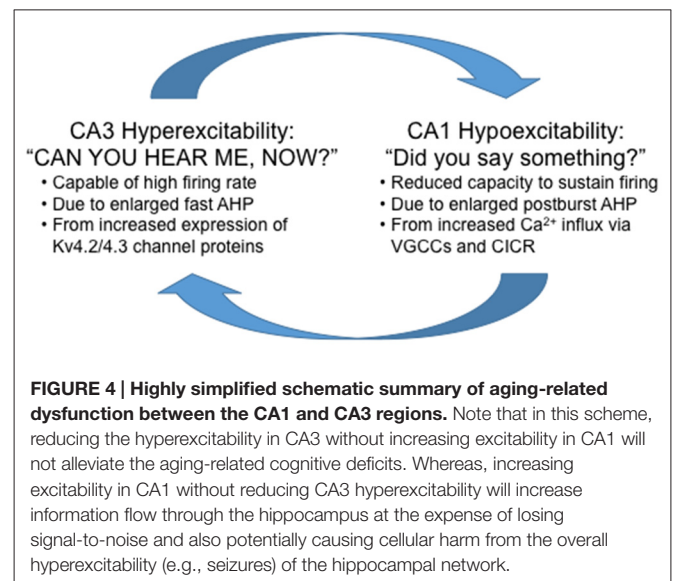 CA3 Hyperexcitability:
"CAN YOU HEAR ME, NOW?"
• Capable of high firing rate
• Due to enlarged fast AHP
• From increased expression of
Kv4.2/4.3 channel proteins
CA1 Hypoexcitability:
"Did you say something?"
• Reduced capacity to sustain firing
• Due to enlarged postburst AHP
• From increased Ca²⁺ influx via
VGCCs and CICR
FIGURE 4 | Highly simplified schematic summary of aging-related
dysfunction between the CA1 and CA3 regions. Note that in this scheme,
reducing the hyperexcitability in CA3 without increasing excitability in CA1 will
not alleviate the aging-related cognitive deficits. Whereas, increasing
excitability in CA1 without reducing CA3 hyperexcitability will increase
information flow through the hippocampus at the expense of losing
signal-to-noise and also potentially causing cellular harm from the overall
hyperexcitability (e.g., seizures) of the hippocampal network.